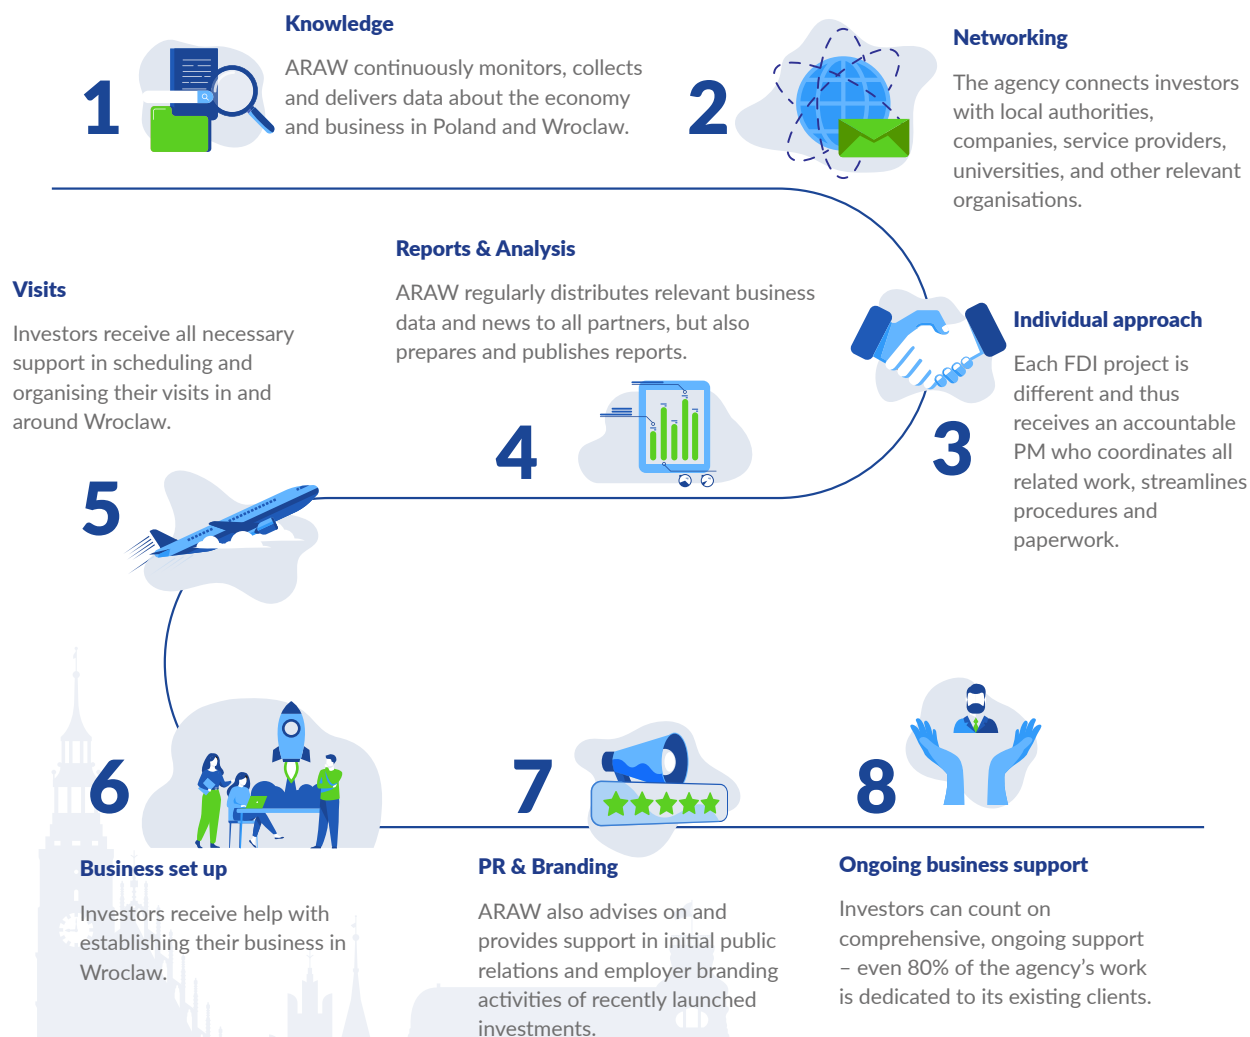 1
Knowledge
ARAW continuously monitors, collects
and delivers data about the economy
and business in Poland and Wroclaw.
2
Networking
The agency connects investors
with local authorities,
companies, service providers,
universities, and other relevant
organisations.
3
Individual approach
Each FDI project is
different and thus
receives an accountable
PM who coordinates all
related work, streamlines
procedures and
paperwork.
4
Reports & Analysis
ARAW regularly distributes relevant business
data and news to all partners, but also
prepares and publishes reports.
5
Visits
Investors receive all necessary
support in scheduling and
organising their visits in and
around Wroclaw.
6
Business set up
Investors receive help with
establishing their business in
Wroclaw.
7
PR & Branding
ARAW also advises on and
provides support in initial public
relations and employer branding
activities of recently launched
investments.
8
Ongoing business support
Investors can count on
comprehensive, ongoing support
– even 80% of the agency’s work
is dedicated to its existing clients.